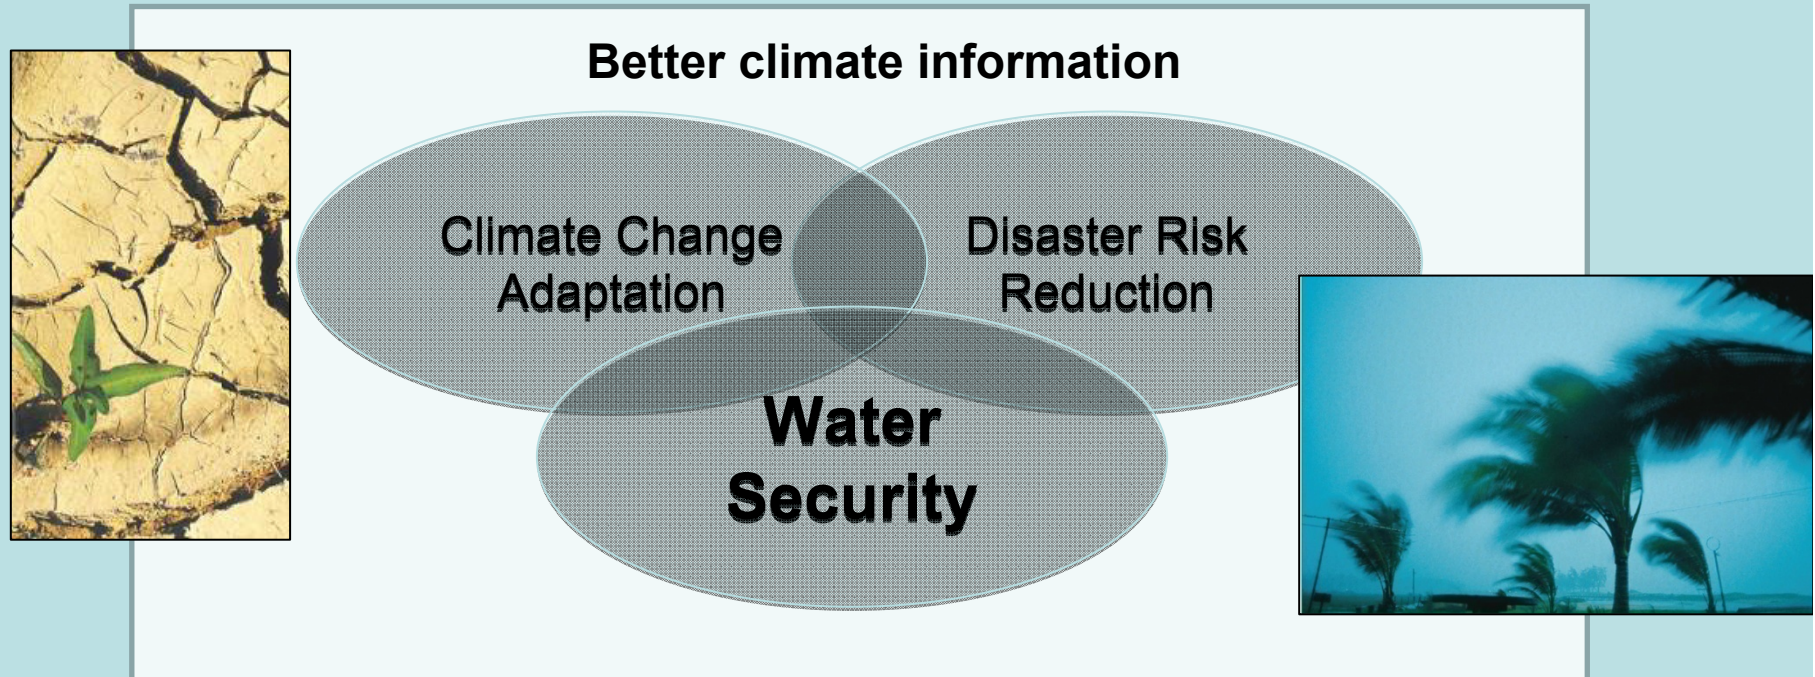 Better climate information
Climate Change
Adaptation
Disaster Risk
Reduction
Water
Security